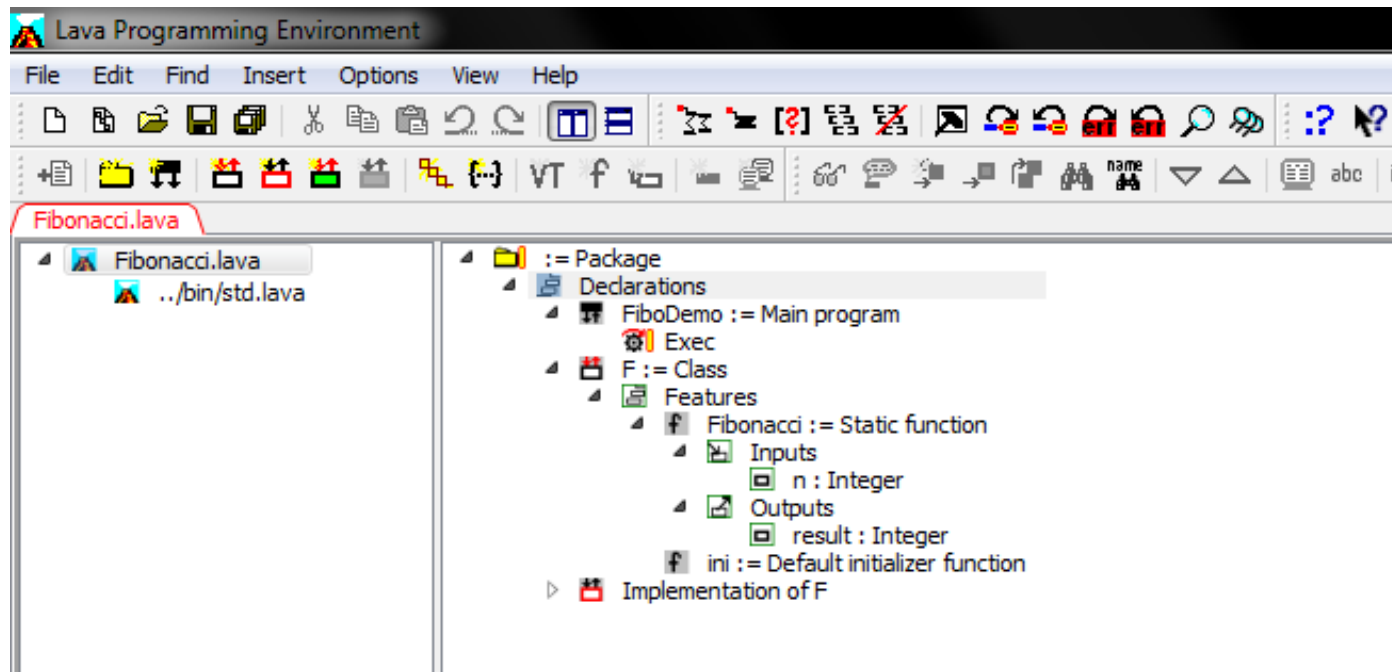 Lava Programming Environment
File Edit Find Insert Options View Help
[?] err err :? ?
VT f name abc
Fibonacci.lava
Fibonacci.lava
../bin/std.lava
:= Package
Declarations
FiboDemo := Main program
Exec
F := Class
Features
f Fibonacci := Static function
Inputs
n : Integer
Outputs
result : Integer
f ini := Default initializer function
Implementation of F